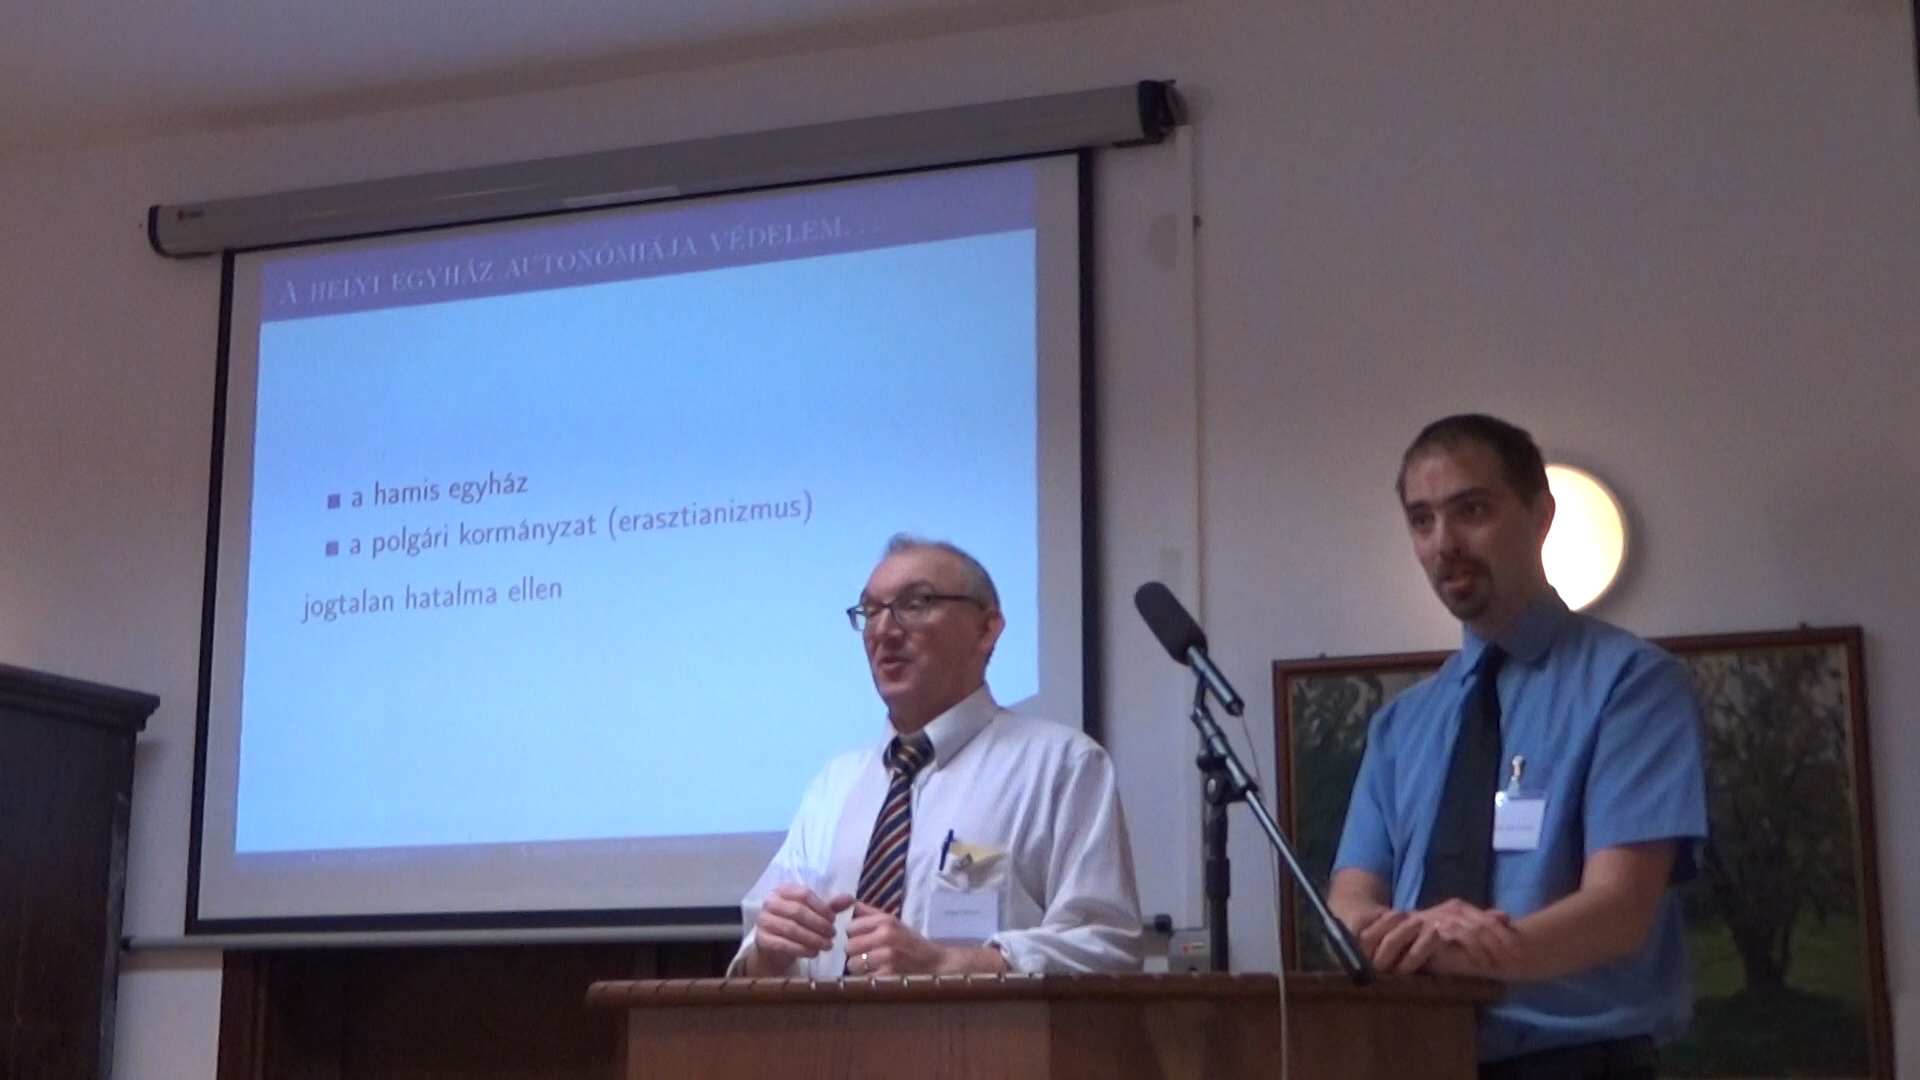 A HELYI EGYHÁZ AUTONÓMIÁJA VÉDELEM...
a hamis egyház
a polgári kormányzat (erasztianizmus)
jogtalan hatalma ellen